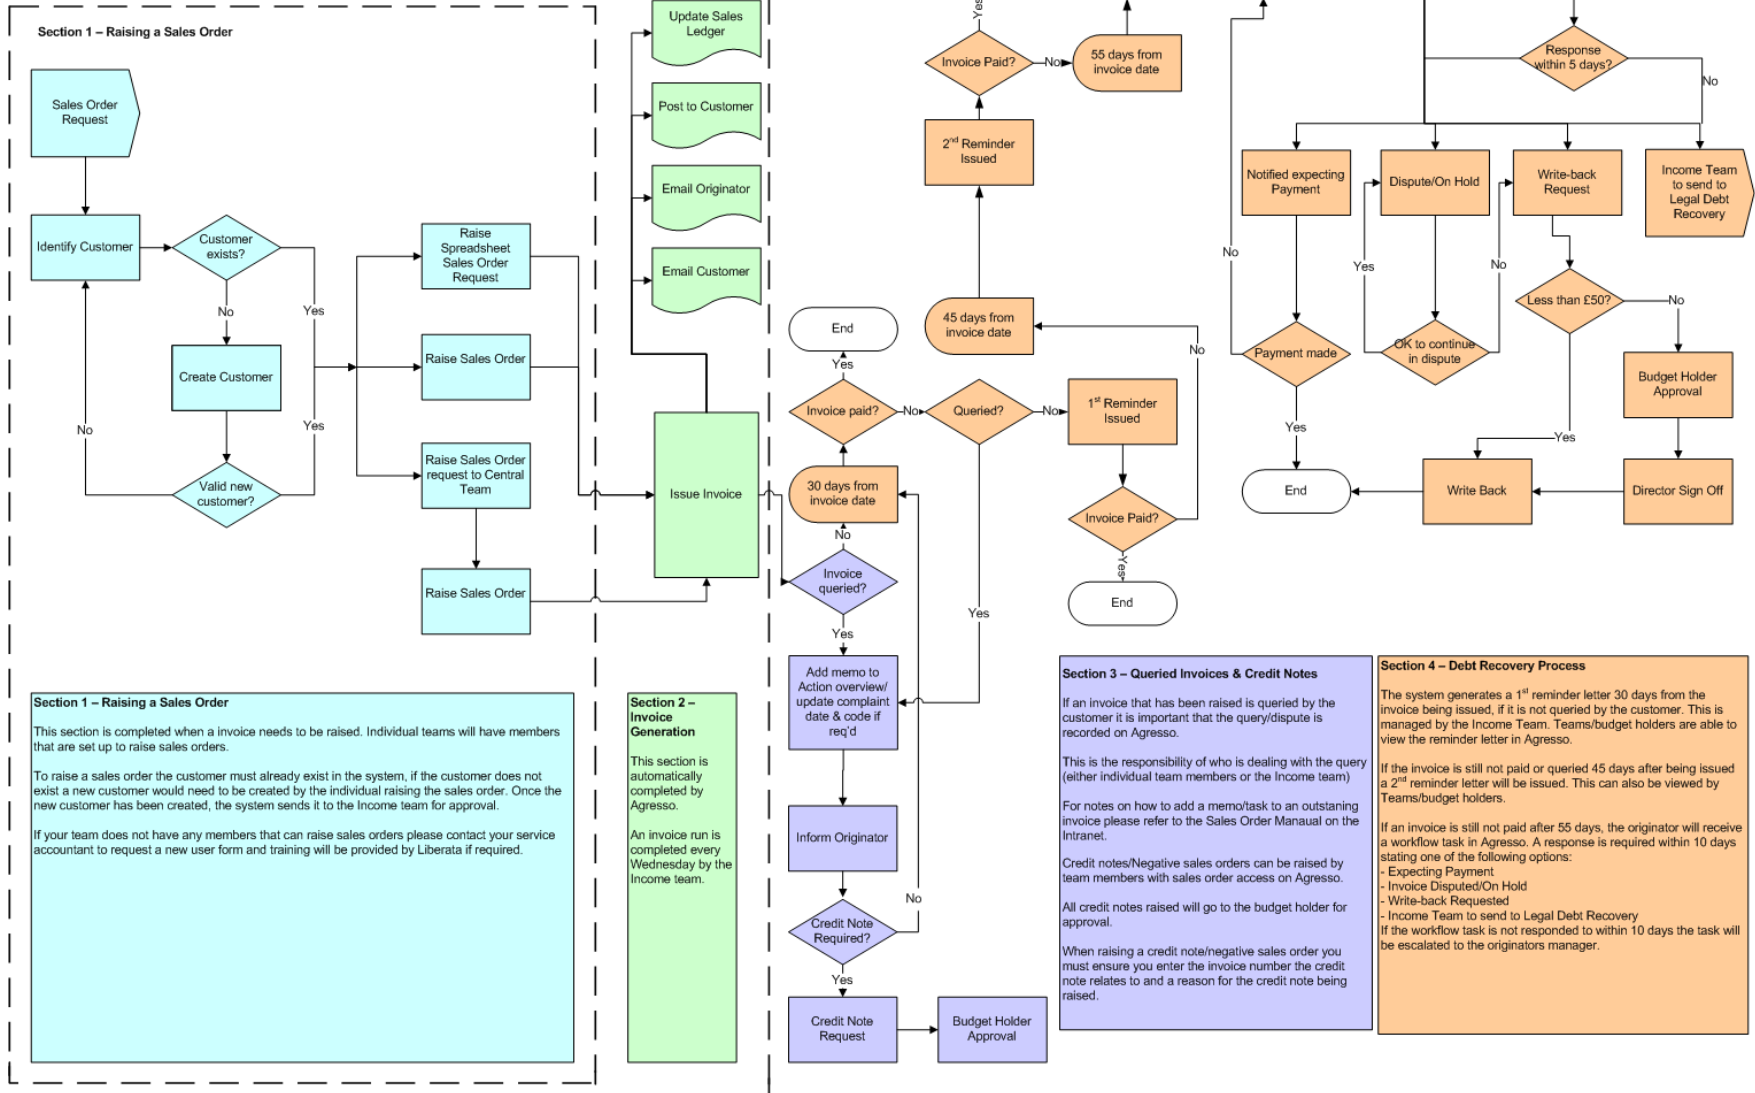 Section 1 – Raising a Sales Order
Sales Order
Request
Identify Customer
Customer
exists?
No
Yes
Create Customer
No
Yes
Valid new
customer?
Raise
Spreadsheet
Sales Order
Request
Raise Sales Order
Raise Sales Order
request to Central
Team
Raise Sales Order
Update Sales
Ledger
Post to Customer
Email Originator
Email Customer
Issue Invoice
Yes
Invoice Paid?
No
55 days from
invoice date
2nd Reminder
Issued
45 days from
invoice date
End
Yes
Invoice paid?
No
Queried?
No
1st Reminder
Issued
No
30 days from
invoice date
Invoice Paid?
No
Yes
Invoice
queried?
End
Yes
Yes
Add memo to
Action overview/
update complaint
date & code if
req'd
Inform Originator
No
Credit Note
Required?
Yes
Credit Note
Request
Budget Holder
Approval
Response
within 5 days?
No
Notified expecting
Payment
Dispute/On Hold
Write-back
Request
Income Team
to send to
Legal Debt
Recovery
No
Yes
No
Less than £50?
No
Payment made
OK to continue
in dispute
Budget Holder
Approval
Yes
Yes
End
Write Back
Director Sign Off
Section 1 – Raising a Sales Order
This section is completed when a invoice needs to be raised. Individual teams will have members
that are set up to raise sales orders.
To raise a sales order the customer must already exist in the system, if the customer does not
exist a new customer would need to be created by the individual raising the sales order. Once the
new customer has been created, the system sends it to the Income team for approval.
If your team does not have any members that can raise sales orders please contact your service
accountant to request a new user form and training will be provided by Liberata if required.
Section 2 –
Invoice
Generation
This section is
automatically
completed by
Agresso.
An invoice run is
completed every
Wednesday by the
Income team.
Section 3 – Queried Invoices & Credit Notes
If an invoice that has been raised is queried by the
customer it is important that the query/dispute is
recorded on Agresso.
This is the responsibility of who is dealing with the query
(either individual team members or the Income team)
For notes on how to add a memo/task to an outstaning
invoice please refer to the Sales Order Manaual on the
Intranet.
Credit notes/Negative sales orders can be raised by
team members with sales order access on Agresso.
All credit notes raised will go to the budget holder for
approval.
When raising a credit note/negative sales order you
must ensure you enter the invoice number the credit
note relates to and a reason for the credit note being
raised.
Section 4 – Debt Recovery Process
The system generates a 1st reminder letter 30 days from the
invoice being issued, if it is not queried by the customer. This is
managed by the Income Team. Teams/budget holders are able to
view the reminder letter in Agresso.
If the invoice is still not paid or queried 45 days after being issued
a 2nd reminder letter will be issued. This can also be viewed by
Teams/budget holders.
If an invoice is still not paid after 55 days, the originator will receive
a workflow task in Agresso. A response is required within 10 days
stating one of the following options:
- Expecting Payment
- Invoice Disputed/On Hold
- Write-back Requested
- Income Team to send to Legal Debt Recovery
If the workflow task is not responded to within 10 days the task will
be escalated to the originators manager.